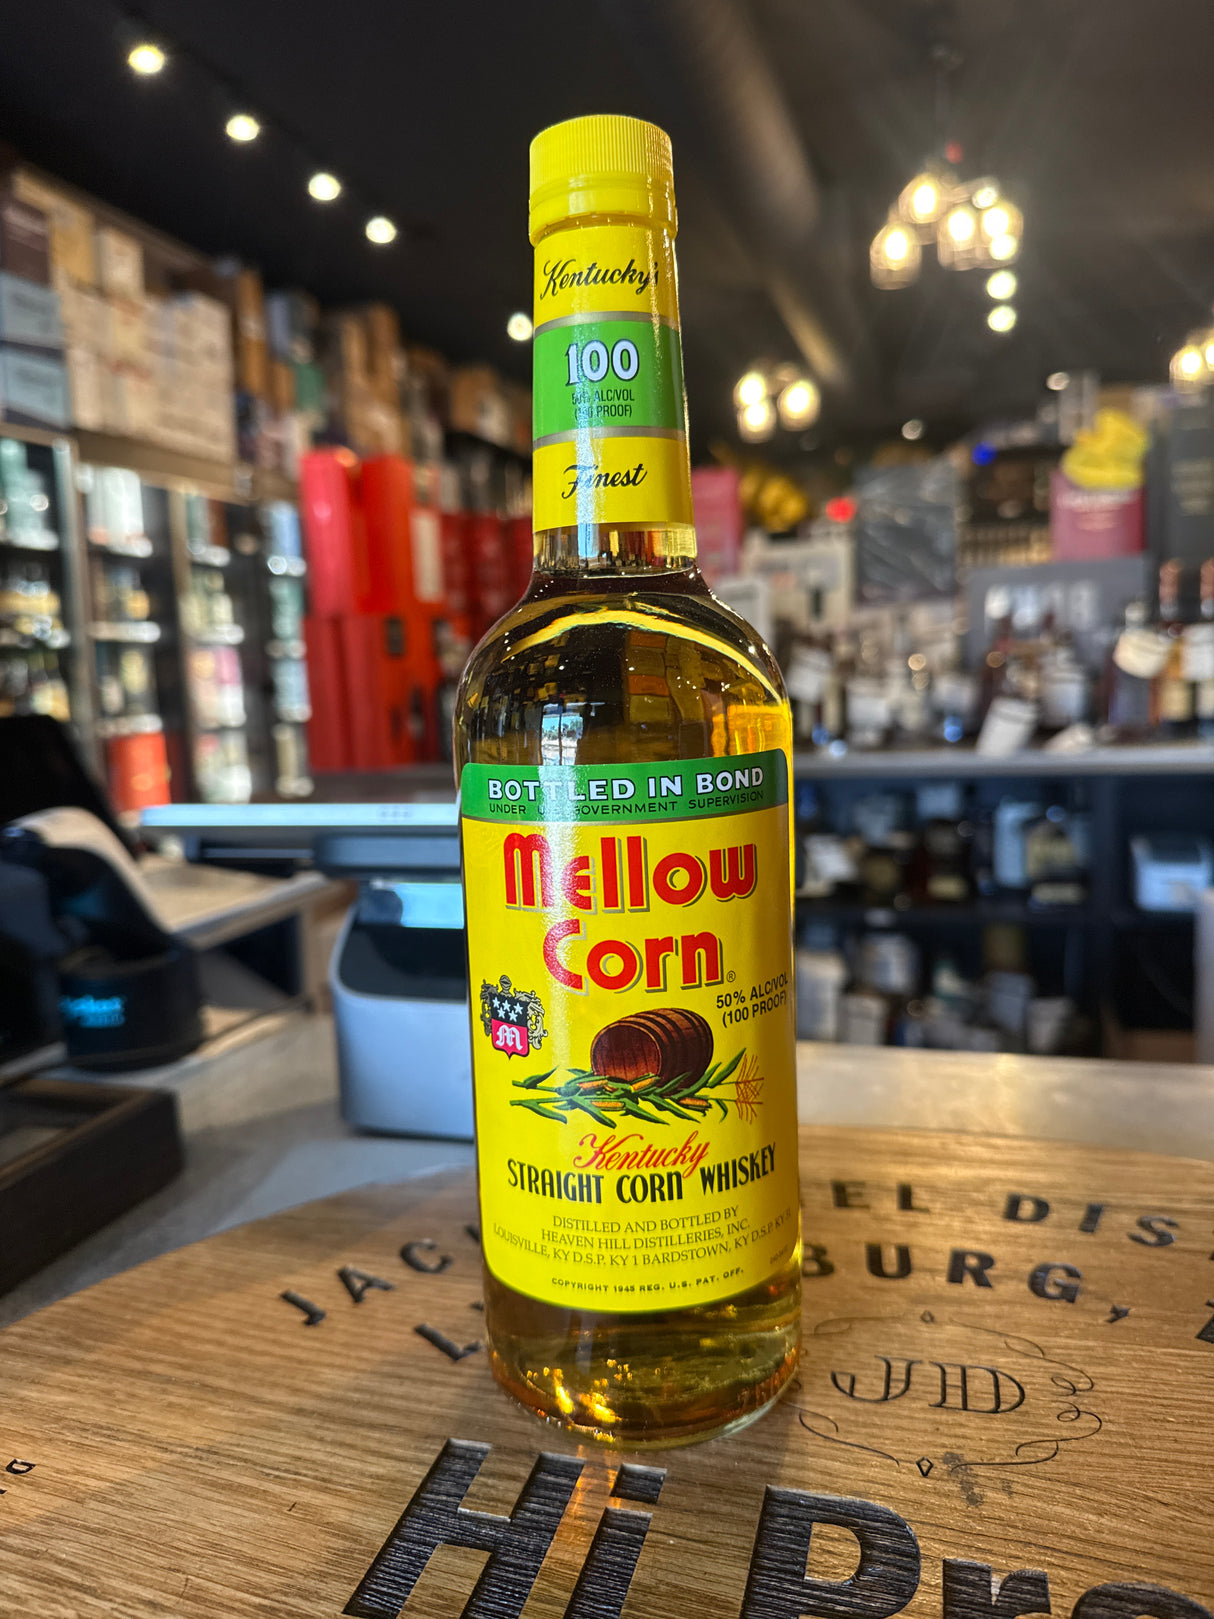 Kentucky's
100
50% ALC/VOL
(100 PROOF)
Finest
BOTTLED IN BOND
UNDER GOVERNMENT SUPERVISION
Mellow
Corn®
50% ALC/VOL
(100 PROOF)
M
Kentucky
STRAIGHT CORN WHISKEY
DISTILLED AND BOTTLED BY
HEAVEN HILL DISTILLERIES, INC.
LOUISVILLE, KY D.S.P. KY 1 BARDSTOWN, KY D.S.P. KY 31
COPYRIGHT 1945 REG. U.S. PAT. OFF.
JD
Hi Pro